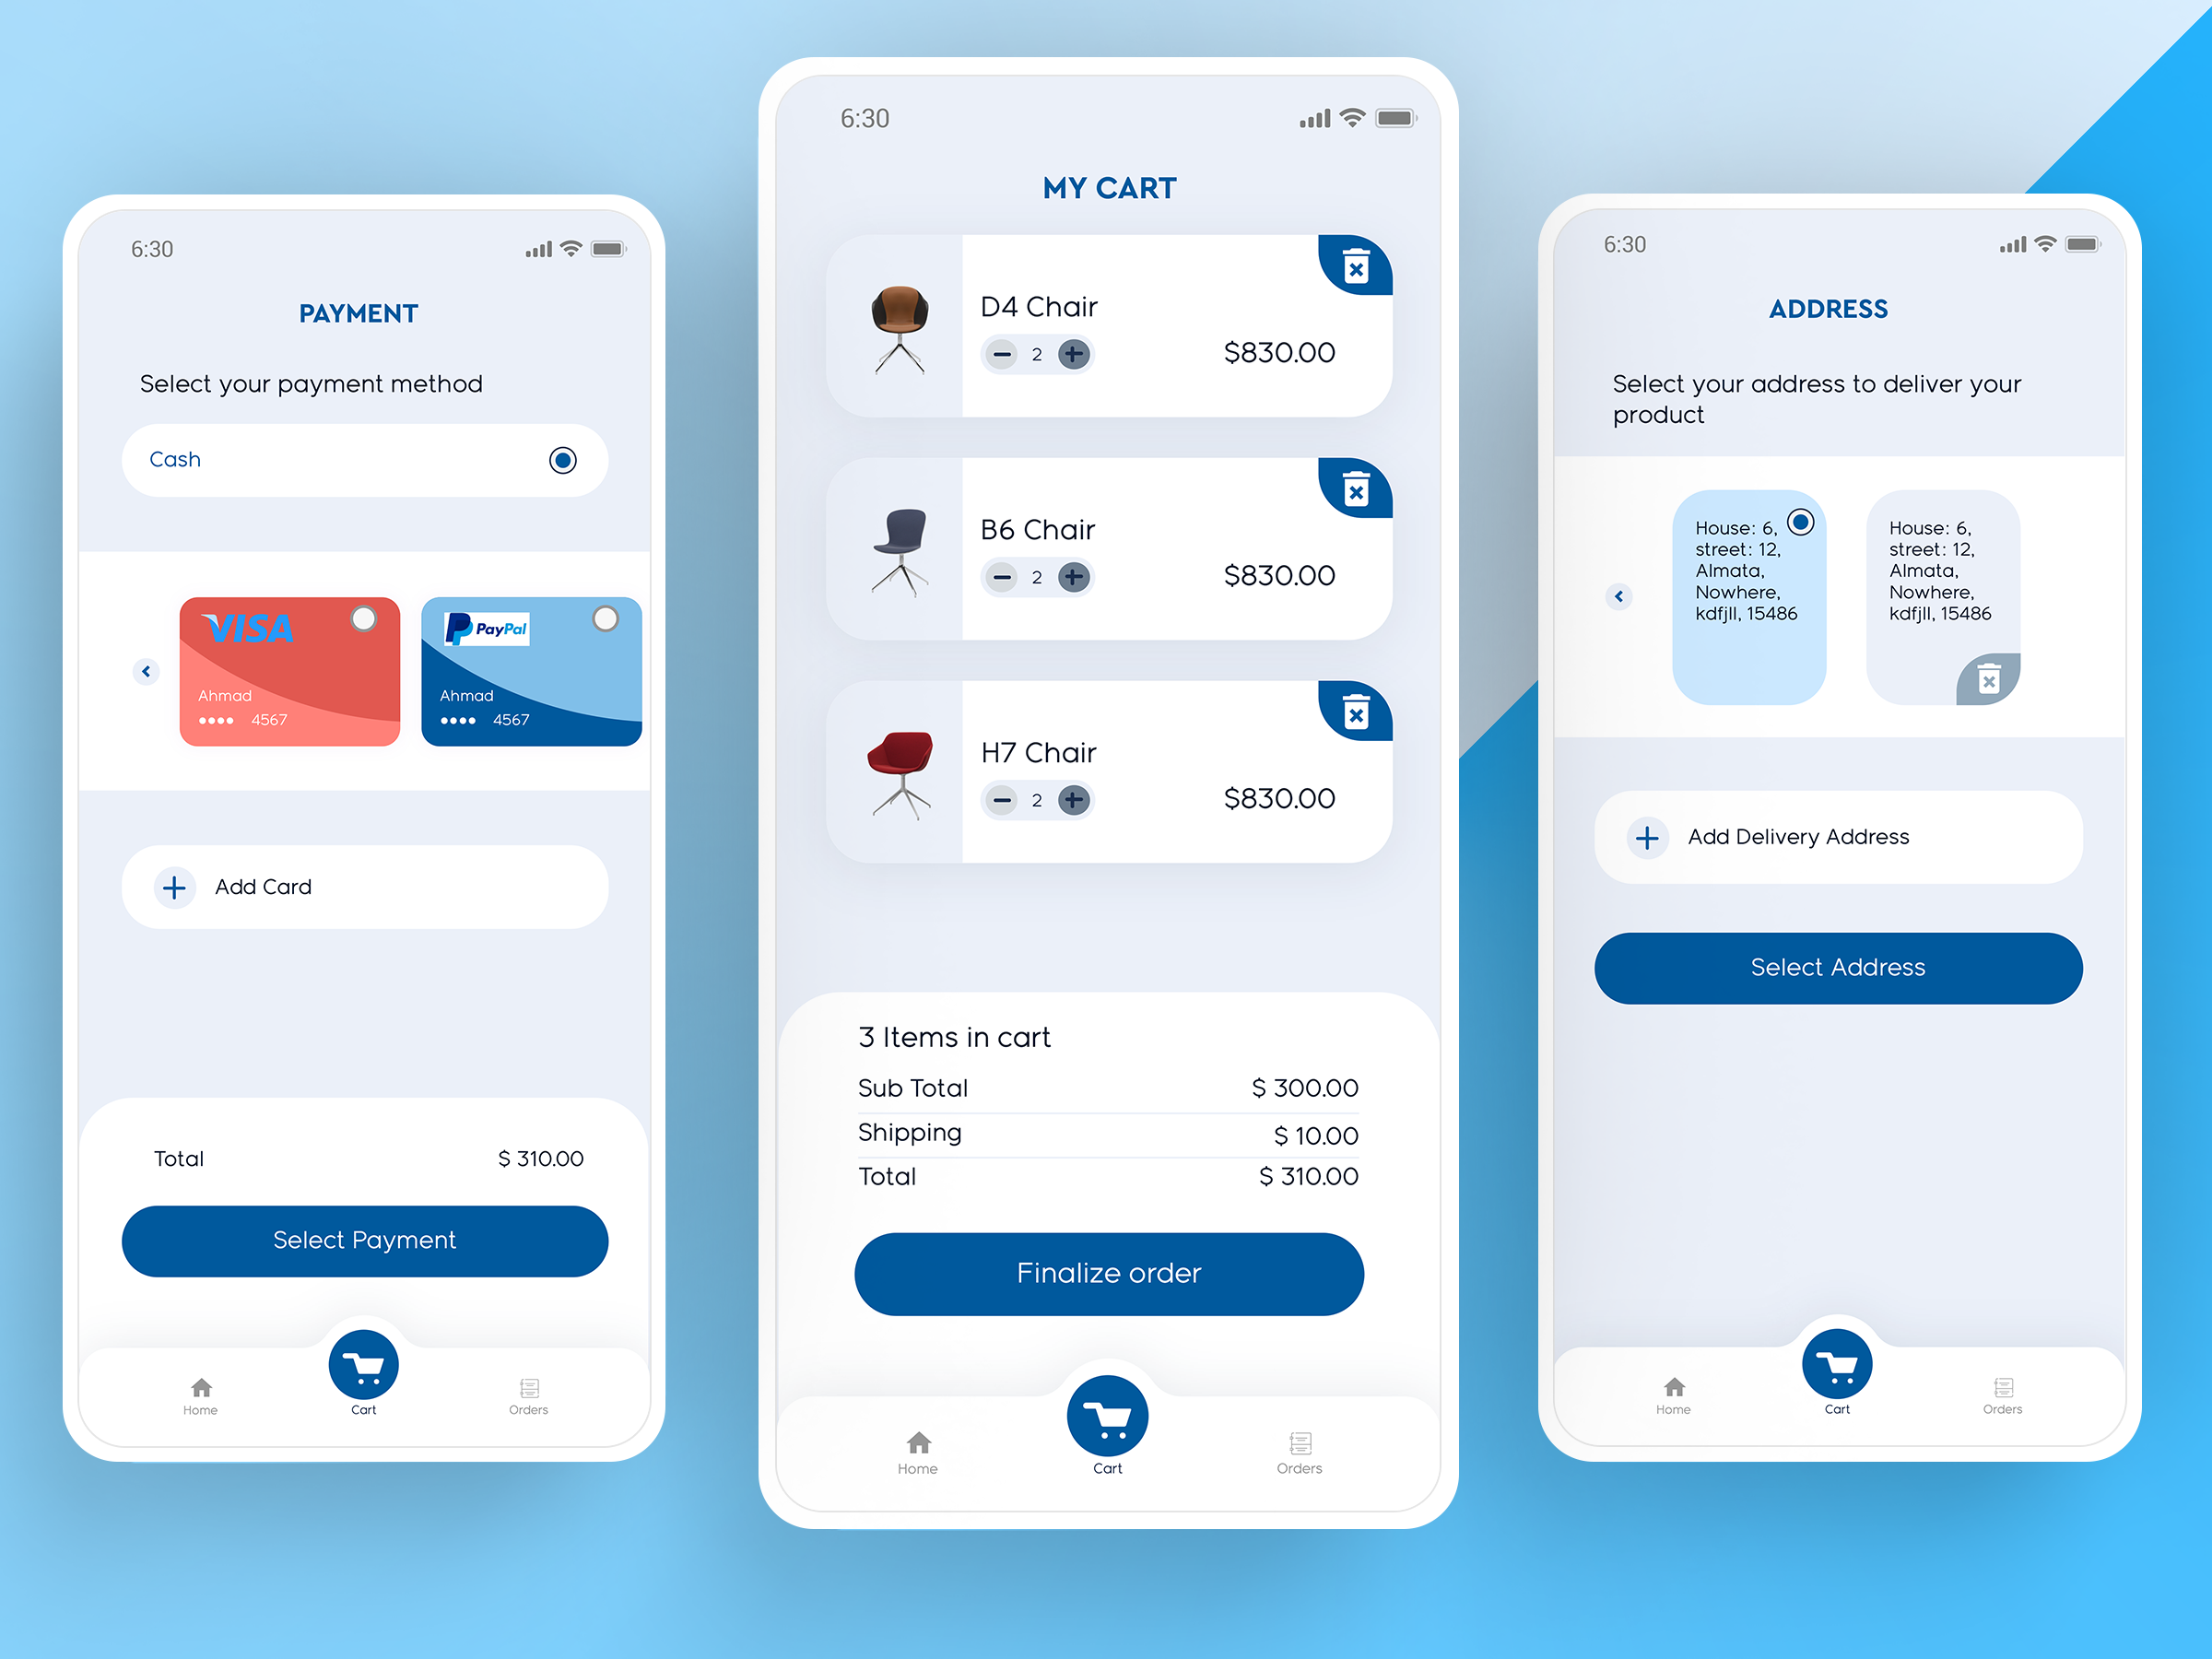 6:30
PAYMENT
Select your payment method
Cash
VISA
Ahmad
●●●● 4567
PayPal
Ahmad
●●●● 4567
Add Card
Total $ 310.00
Select Payment
Home
Cart
Orders
6:30
MY CART
D4 Chair
2
$830.00
B6 Chair
2
$830.00
H7 Chair
2
$830.00
3 Items in cart
Sub Total $ 300.00
Shipping $ 10.00
Total $ 310.00
Finalize order
Home
Cart
Orders
6:30
ADDRESS
Select your address to deliver your
product
House: 6,
street: 12,
Almata,
Nowhere,
kdfjll, 15486
House: 6,
street: 12,
Almata,
Nowhere,
kdfjll, 15486
Add Delivery Address
Select Address
Home
Cart
Orders